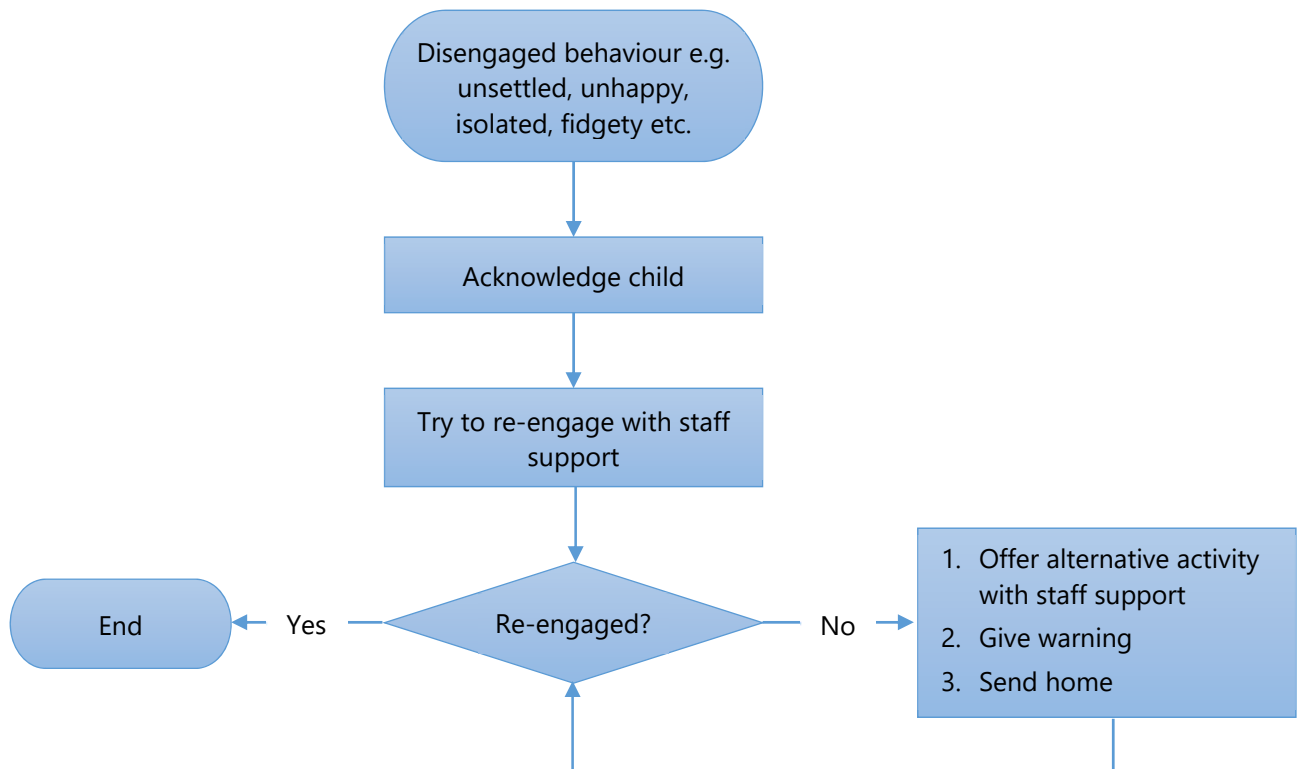 Disengaged behaviour e.g.
unsettled, unhappy,
isolated, fidgety etc.
Acknowledge child
Try to re-engage with staff
support
Re-engaged?
Yes
End
No
1. Offer alternative activity
with staff support
2. Give warning
3. Send home